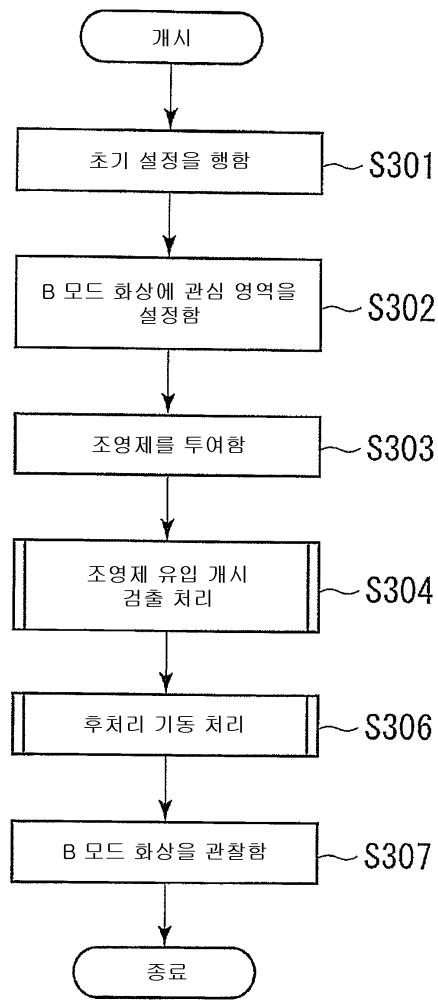 개시
초기 설정을 행함
S301
B 모드 화상에 관심 영역을
설정함
S302
조영제를 투여함
S303
조영제 유입 개시
검출 처리
S304
후처리 기동 처리
S306
B 모드 화상을 관찰함
S307
종료